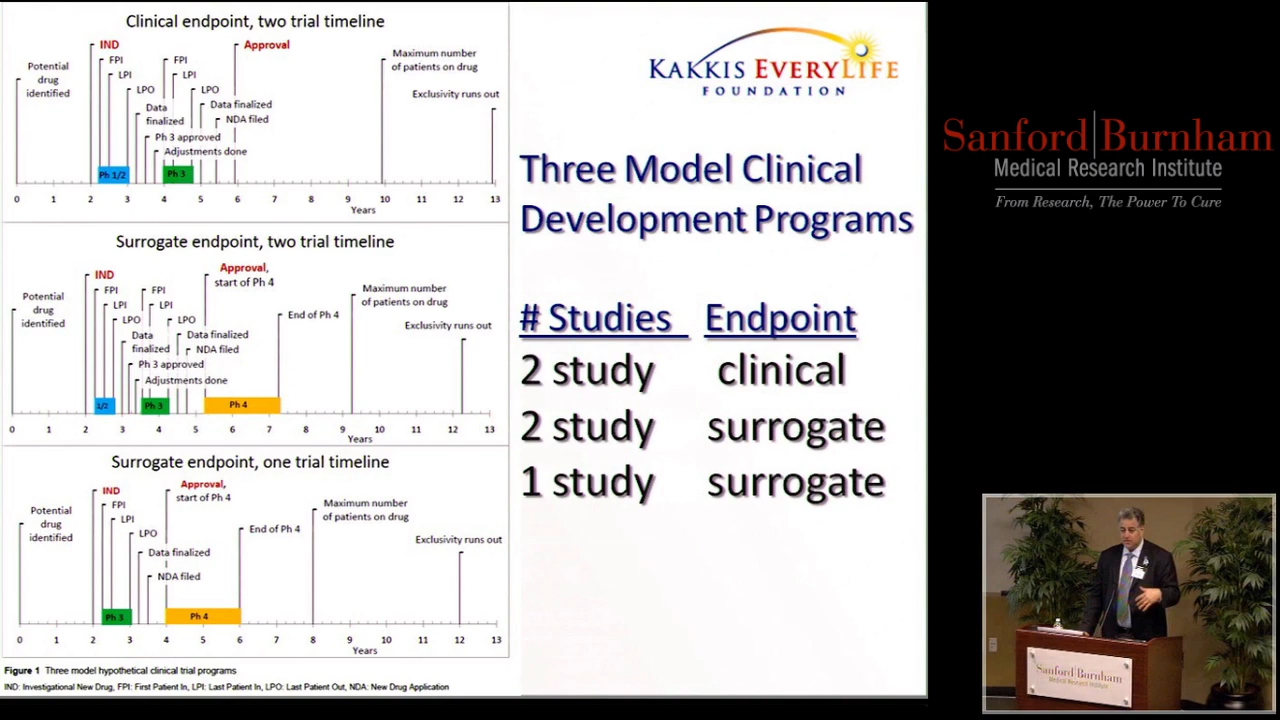 Clinical endpoint, two trial timeline
IND
Approval
FPI
FPI
Maximum number
of patients on drug
Potential
drug
identified
LPI
LPI
LPO
LPO
Exclusivity runs out
Data
finalized
Data finalized
NDA filed
Ph 3 approved
Adjustments done
Ph 1/2
Ph 3
0 1 2 3 4 5 6 7 8 9 10 11 12 13
Years
Surrogate endpoint, two trial timeline
IND
Approval,
start of Ph 4
FPI
FPI
Maximum number
of patients on drug
Potential
drug
identified
LPI
LPI
LPO
LPO
End of Ph 4
Exclusivity runs out
Data
finalized
Data finalized
NDA filed
Ph 3 approved
Adjustments done
1/2
Ph 3
Ph 4
0 1 2 3 4 5 6 7 8 9 10 11 12 13
Years
Surrogate endpoint, one trial timeline
IND
Approval,
start of Ph 4
FPI
Maximum number
of patients on drug
Potential
drug
identified
LPI
LPO
End of Ph 4
Exclusivity runs out
Data finalized
NDA filed
Ph 3
Ph 4
0 1 2 3 4 5 6 7 8 9 10 11 12 13
Years
Figure 1 Three model hypothetical clinical trial programs
IND: Investigational New Drug, FPI: First Patient In, LPI: Last Patient In, LPO: Last Patient Out, NDA: New Drug Application
KAKKIS EVERYLIFE
FOUNDATION
Three Model Clinical
Development Programs
# Studies Endpoint
2 study clinical
2 study surrogate
1 study surrogate
Sanford|Burnham
Medical Research Institute
From Research, The Power To Cure
Sanford|Burnham
Medical Research Institute